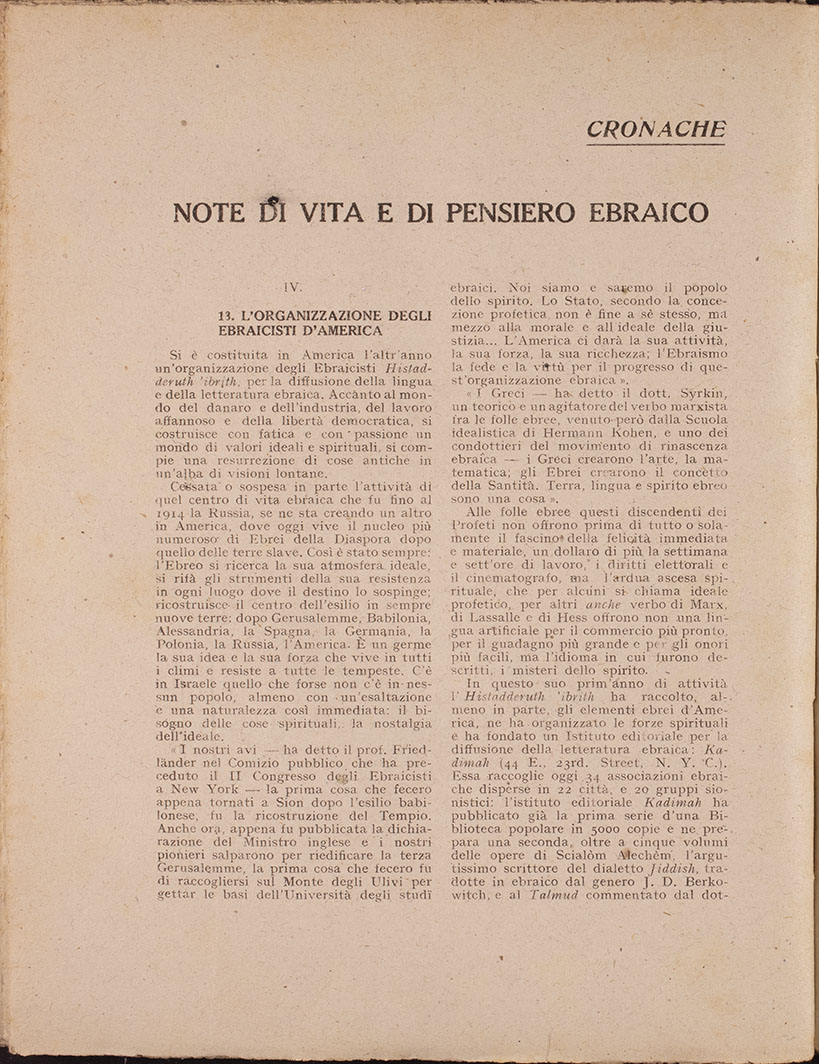 CRONACHE
NOTE DI VITA E DI PENSIERO EBRAICO
IV.
13. L'ORGANIZZAZIONE DEGLI
EBRAICISTI D'AMERICA
Si è costituita in America l'altr'anno
un'organizzazione degli Ebraicisti Histad-
deruth 'ibrith, per la diffusione della lingua
e della letteratura ebraica. Accànto al mon-
do del danaro e dell'industria, del lavoro
affannoso e della libertà democratica, si
costruisce con fatica e con passione un
mondo di valori ideali e spirituali, si com-
pie una resurrezione di cose antiche in
un'alba di visioni lontane.
Cessata o sospesa in parte l'attività di
quel centro di vita ebraica che fu fino al
1914 la Russia, se ne sta creando un altro
in America, dove oggi vive il nucleo più
numeroso di Ebrei della Diaspora dopo
quello delle terre slave. Così è stato sempre:
l'Ebreo si ricerca la sua atmosfera ideale,
si rifà gli strumenti della sua resistenza
in ogni luogo dove il destino lo sospinge;
ricostruisce il centro dell'esilio in sempre
nuove terre: dopo Gerusalemme, Babilonia,
Alessandria, la Spagna, la Germania, la
Polonia, la Russia, l'America. È un germe
la sua idea e la sua forza che vive in tutti
i climi e resiste a tutte le tempeste. C'è
in Israele quello che forse non c'è in nes-
sun popolo, almeno con un'esaltazione
e una naturalezza così immediata: il bi-
sogno delle cose spirituali, la nostalgia
dell'ideale.
« I nostri avi — ha detto il prof. Fried-
länder nel Comizio pubblico che ha pre-
ceduto il II Congresso degli Ebraicisti
a New York — la prima cosa che fecero
appena tornati a Sion dopo l'esilio babi-
lonese, fu la ricostruzione del Tempio.
Anche ora, appena fu pubblicata la dichia-
razione del Ministro inglese e i nostri
pionieri salparono per riedificare la terza
Gerusalemme, la prima cosa che fecero fu
di raccogliersi sul Monte degli Ulivi per
gettar le basi dell'Università degli studî
ebraici. Noi siamo e saremo il popolo
dello spirito. Lo Stato, secondo la conce-
zione profetica, non è fine a sè stesso, ma
mezzo alla morale e all'ideale della giu-
stizia... L'America ci darà la sua attività,
la sua forza, la sua ricchezza; l'Ebraismo
la fede e la virtù per il progresso di que-
st'organizzazione ebraica ».
« I Greci — ha detto il dott. Syrkin,
un teorico e un agitatore del verbo marxista
fra le folle ebree, venuto però dalla Scuola
idealistica di Hermann Kohen, e uno dei
condottieri del movimento di rinascenza
ebraica — i Greci crearono l'arte, la ma-
tematica; gli Ebrei crearono il concetto
della Santità. Terra, lingua e spirito ebreo
sono una cosa ».
Alle folle ebree questi discendenti dei
Profeti non offrono prima di tutto o sola-
mente il fascino della felicità immediata
e materiale, un dollaro di più la settimana
e sett'ore di lavoro, i diritti elettorali e
il cinematografo, ma l'ardua ascesa spi-
rituale, che per alcuni si chiama ideale
profetico, per altri anche verbo di Marx,
di Lassalle e di Hess offrono non una lin-
gua artificiale per il commercio più pronto,
per il guadagno più grande e per gli onori
più facili, ma l'idioma in cui furono de-
scritti i misteri dello spirito.
In questo suo prim'anno di attività
l'Histadderuth 'ibrith ha raccolto, al-
meno in parte, gli elementi ebrei d'Ame-
rica, ne ha organizzato le forze spirituali
e ha fondato un Istituto editoriale per la
diffusione della letteratura ebraica: Ka-
dimah (44 E., 23rd. Street, N. Y. C.).
Essa raccoglie oggi 34 associazioni ebrai-
che disperse in 22 città, e 20 gruppi sio-
nistici: l'istituto editoriale Kadimah ha
pubblicato già la prima serie d'una Bi-
blioteca popolare in 5000 copie e ne pre-
para una seconda, oltre a cinque volumi
delle opere di Scialòm Alechèm, l'argu-
tissimo scrittore del dialetto Jiddish, tra-
dotte in ebraico dal genero J. D. Berko-
witch, e al Talmud commentato dal dot-